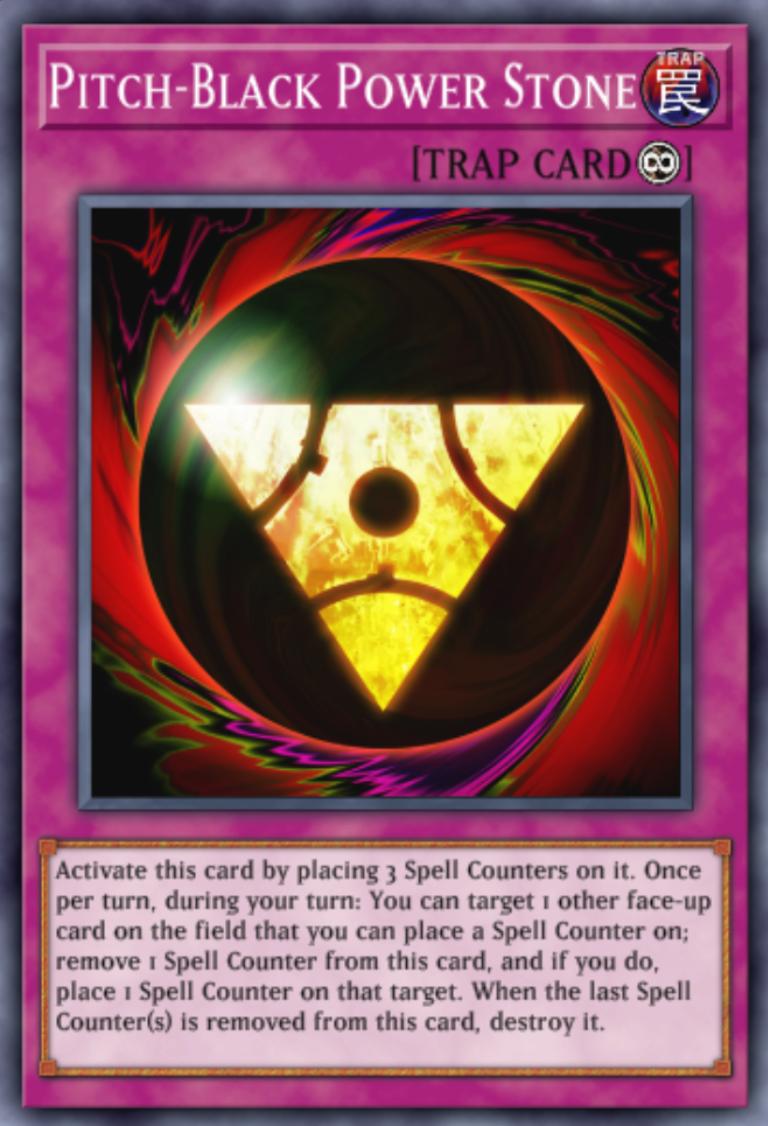 Pitch-Black Power Stone
TRAP
罠
[TRAP CARD∞]
Activate this card by placing 3 Spell Counters on it. Once
per turn, during your turn: You can target 1 other face-up
card on the field that you can place a Spell Counter on;
remove 1 Spell Counter from this card, and if you do,
place 1 Spell Counter on that target. When the last Spell
Counter(s) is removed from this card, destroy it.